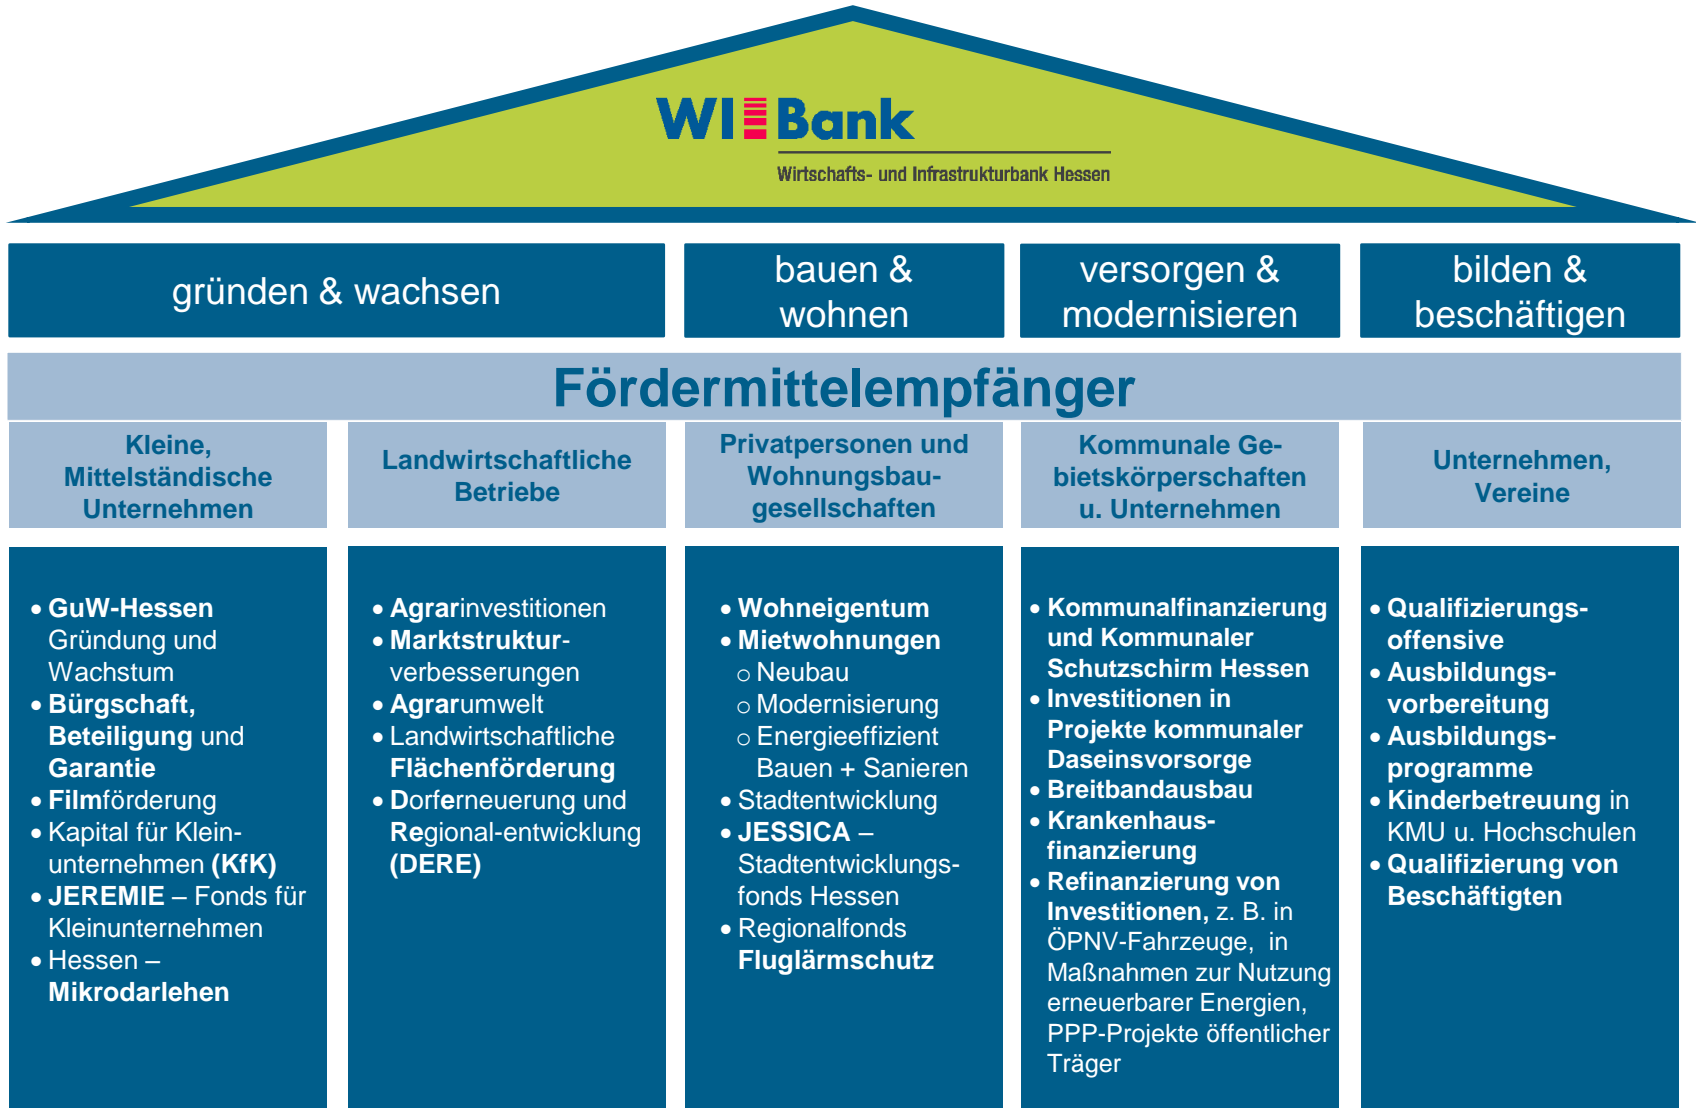 WIBank
Wirtschafts- und Infrastrukturbank Hessen
gründen & wachsen
bauen &
wohnen
versorgen &
modernisieren
bilden &
beschäftigen
Fördermittelempfänger
Kleine,
Mittelständische
Unternehmen
Landwirtschaftliche
Betriebe
Privatpersonen und
Wohnungsbau-
gesellschaften
Kommunale Ge-
bietskörperschaften
u. Unternehmen
Unternehmen,
Vereine
• GuW-Hessen
Gründung und
Wachstum
• Bürgschaft,
Beteiligung und
Garantie
• Filmförderung
• Kapital für Klein-
unternehmen (KfK)
• JEREMIE – Fonds für
Kleinunternehmen
• Hessen –
Mikrodarlehen
• Agrarinvestitionen
• Marktstruktur-
verbesserungen
• Agrarumwelt
• Landwirtschaftliche
Flächenförderung
• Dorferneuerung und
Regional-entwicklung
(DERE)
• Wohneigentum
• Mietwohnungen
○ Neubau
○ Modernisierung
○ Energieeffizient
Bauen + Sanieren
• Stadtentwicklung
• JESSICA –
Stadtentwicklungs-
fonds Hessen
• Regionalfonds
Fluglärmschutz
• Kommunalfinanzierung
und Kommunaler
Schutzschirm Hessen
• Investitionen in
Projekte kommunaler
Daseinsvorsorge
• Breitbandausbau
• Krankenhaus-
finanzierung
• Refinanzierung von
Investitionen, z. B. in
ÖPNV-Fahrzeuge, in
Maßnahmen zur Nutzung
erneuerbarer Energien,
PPP-Projekte öffentlicher
Träger
• Qualifizierungs-
offensive
• Ausbildungs-
vorbereitung
• Ausbildungs-
programme
• Kinderbetreuung in
KMU u. Hochschulen
• Qualifizierung von
Beschäftigten